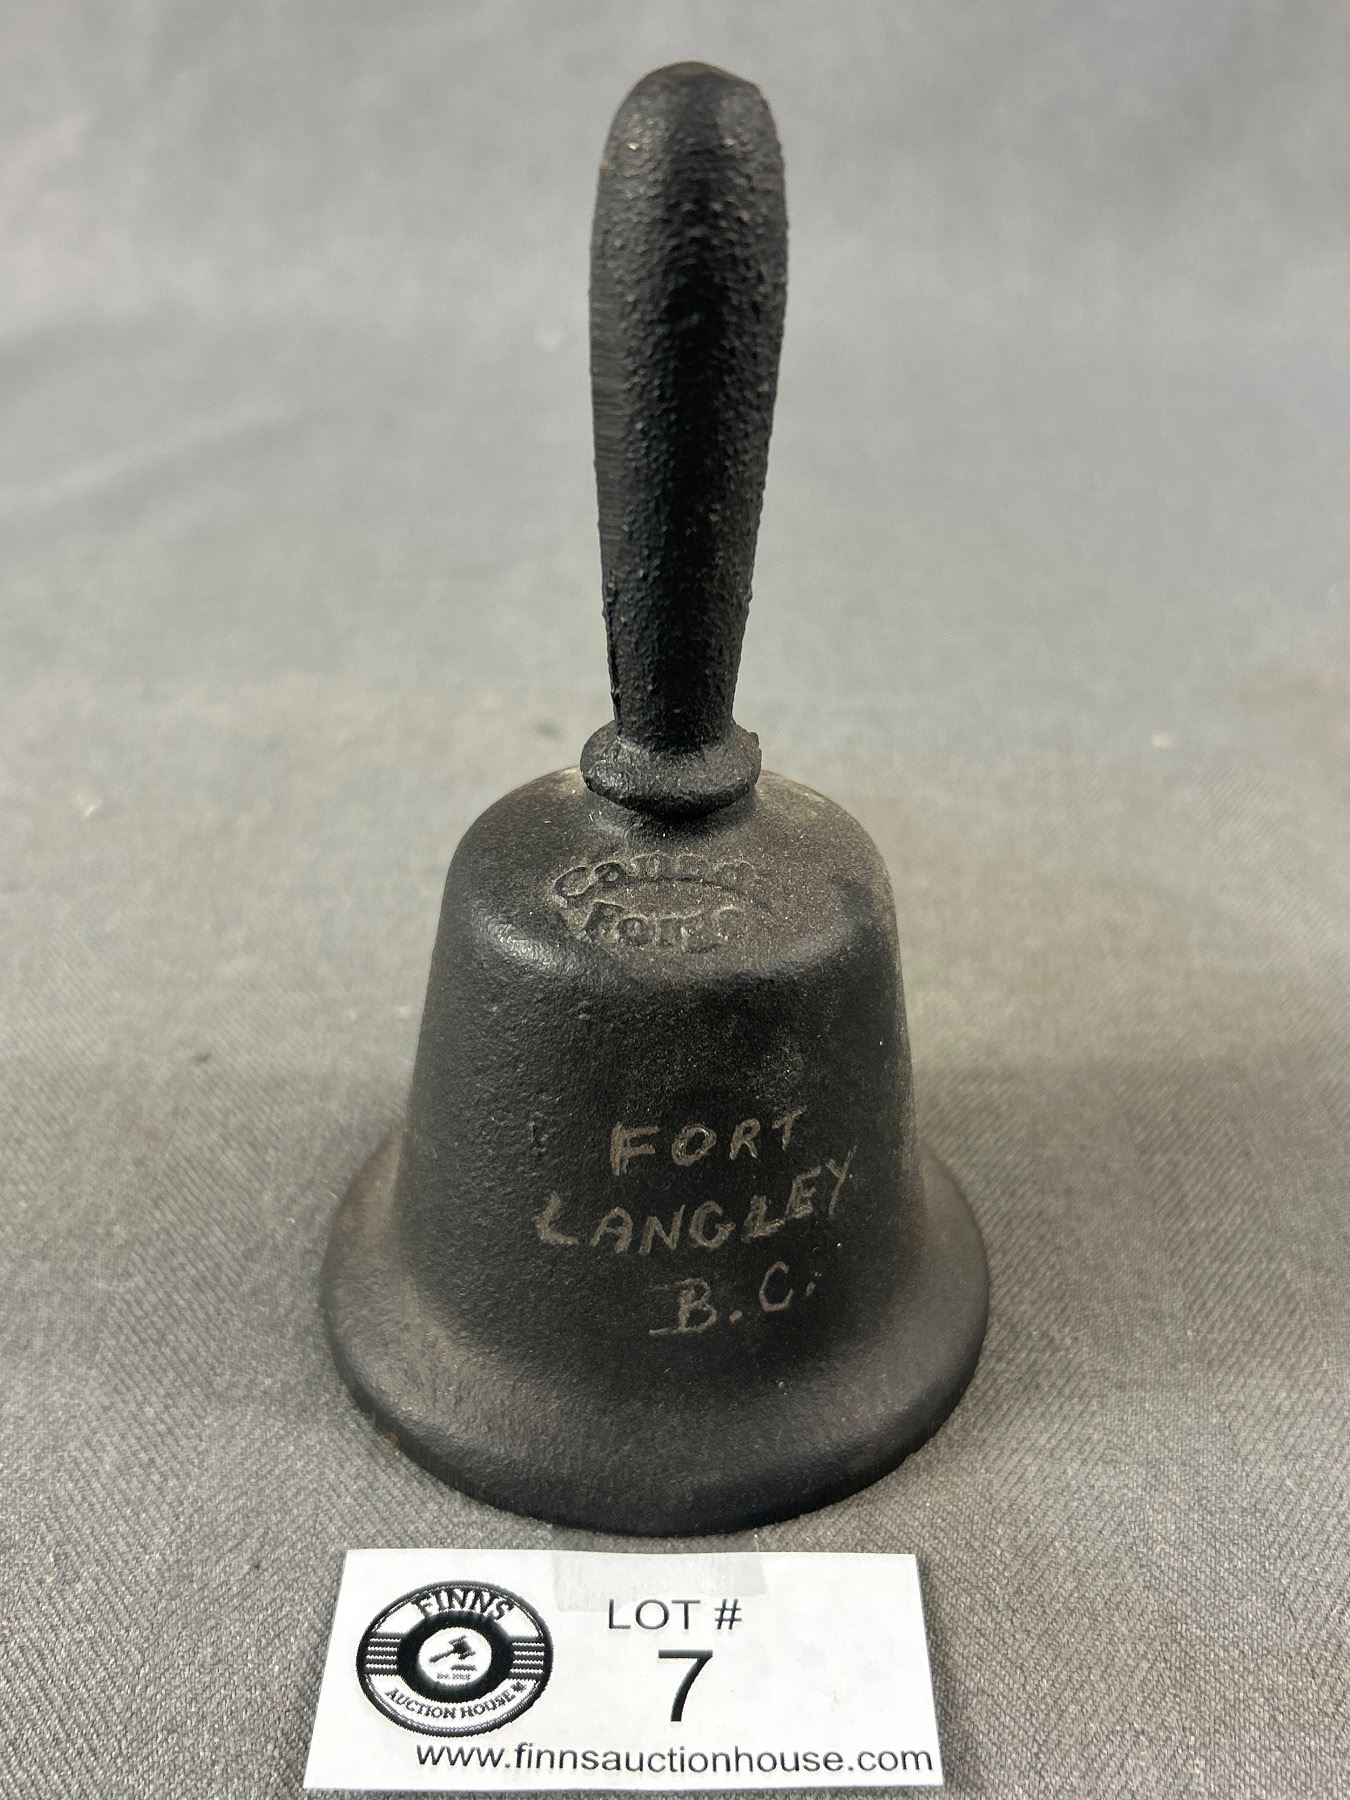 FORT
LANGLEY
B.C.
FINNS
AUCTION HOUSE
LOT #
7
www.finnsauctionhouse.com